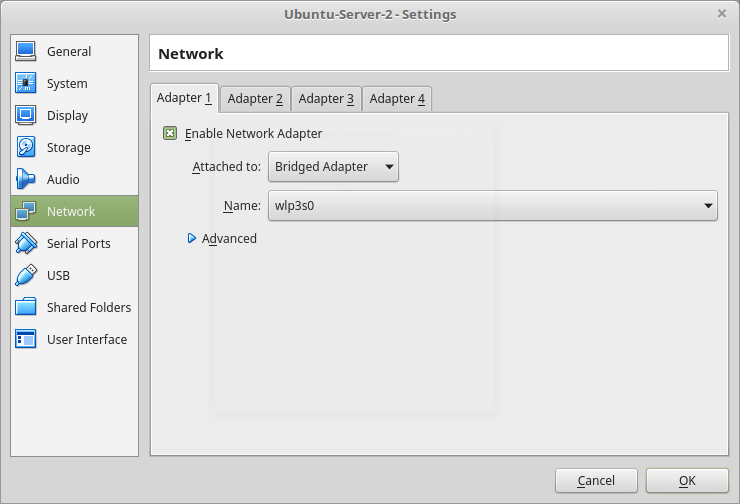 Ubuntu-Server-2 - Settings
General
System
Display
Storage
Audio
Network
Serial Ports
USB
Shared Folders
User Interface
Network
Adapter 1 Adapter 2 Adapter 3 Adapter 4
Enable Network Adapter
Attached to: Bridged Adapter
Name: wlp3s0
Advanced
Cancel OK